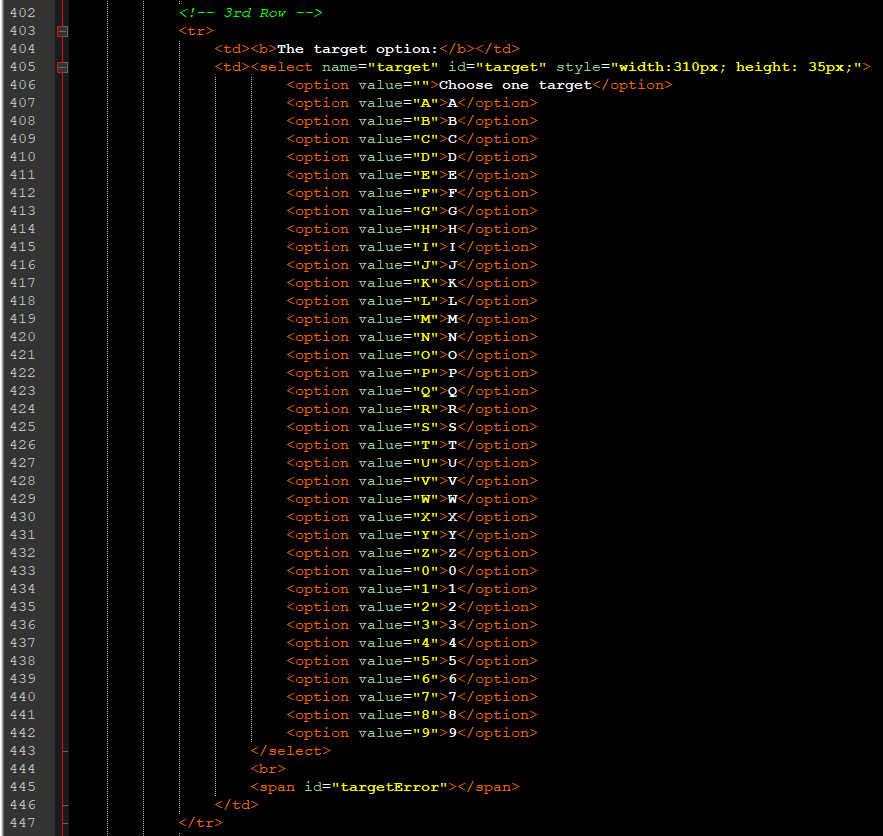 402 <!-- 3rd Row -->
403 <tr>
404 <td><b>The target option:</b></td>
405 <td><select name="target" id="target" style="width:310px; height: 35px;">
406 <option value="">Choose one target</option>
407 <option value="A">A</option>
408 <option value="B">B</option>
409 <option value="C">C</option>
410 <option value="D">D</option>
411 <option value="E">E</option>
412 <option value="F">F</option>
413 <option value="G">G</option>
414 <option value="H">H</option>
415 <option value="I">I</option>
416 <option value="J">J</option>
417 <option value="K">K</option>
418 <option value="L">L</option>
419 <option value="M">M</option>
420 <option value="N">N</option>
421 <option value="O">O</option>
422 <option value="P">P</option>
423 <option value="Q">Q</option>
424 <option value="R">R</option>
425 <option value="S">S</option>
426 <option value="T">T</option>
427 <option value="U">U</option>
428 <option value="V">V</option>
429 <option value="W">W</option>
430 <option value="X">X</option>
431 <option value="Y">Y</option>
432 <option value="Z">Z</option>
433 <option value="0">0</option>
434 <option value="1">1</option>
435 <option value="2">2</option>
436 <option value="3">3</option>
437 <option value="4">4</option>
438 <option value="5">5</option>
439 <option value="6">6</option>
440 <option value="7">7</option>
441 <option value="8">8</option>
442 <option value="9">9</option>
443 </select>
444 <br>
445 <span id="targetError"></span>
446 </td>
447 </tr>